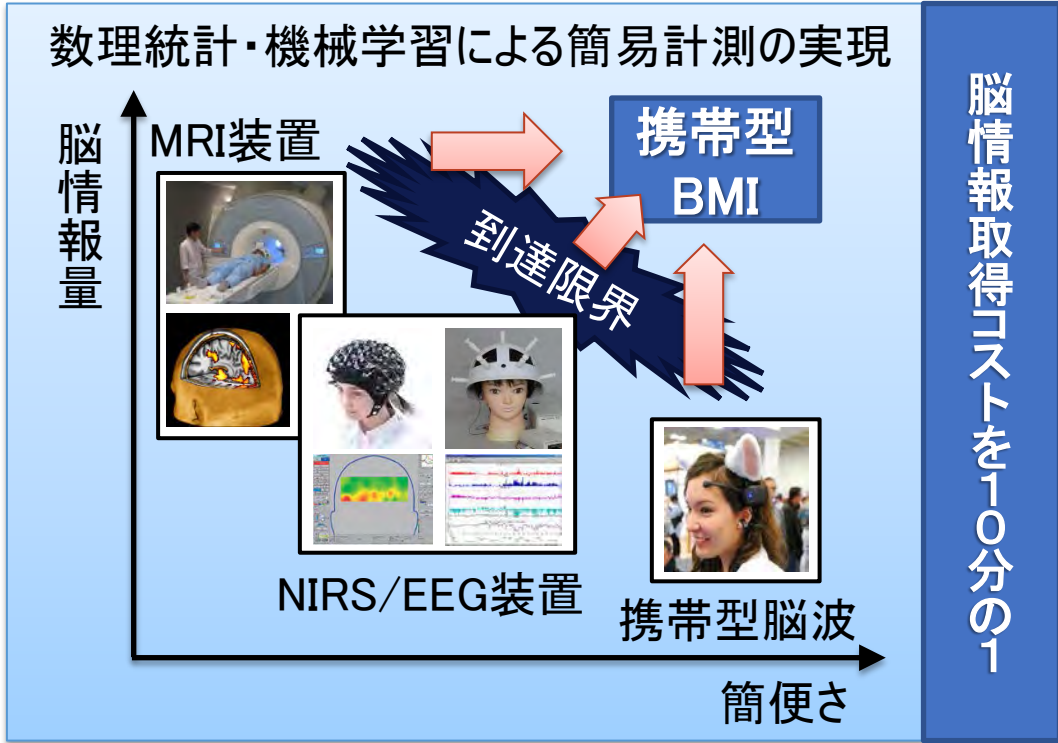 数理統計・機械学習による簡易計測の実現
脳情報量
MRI装置
携帯型
BMI
到達限界
NIRS/EEG装置
携帯型脳波
簡便さ
脳情報取得コストを10分の1